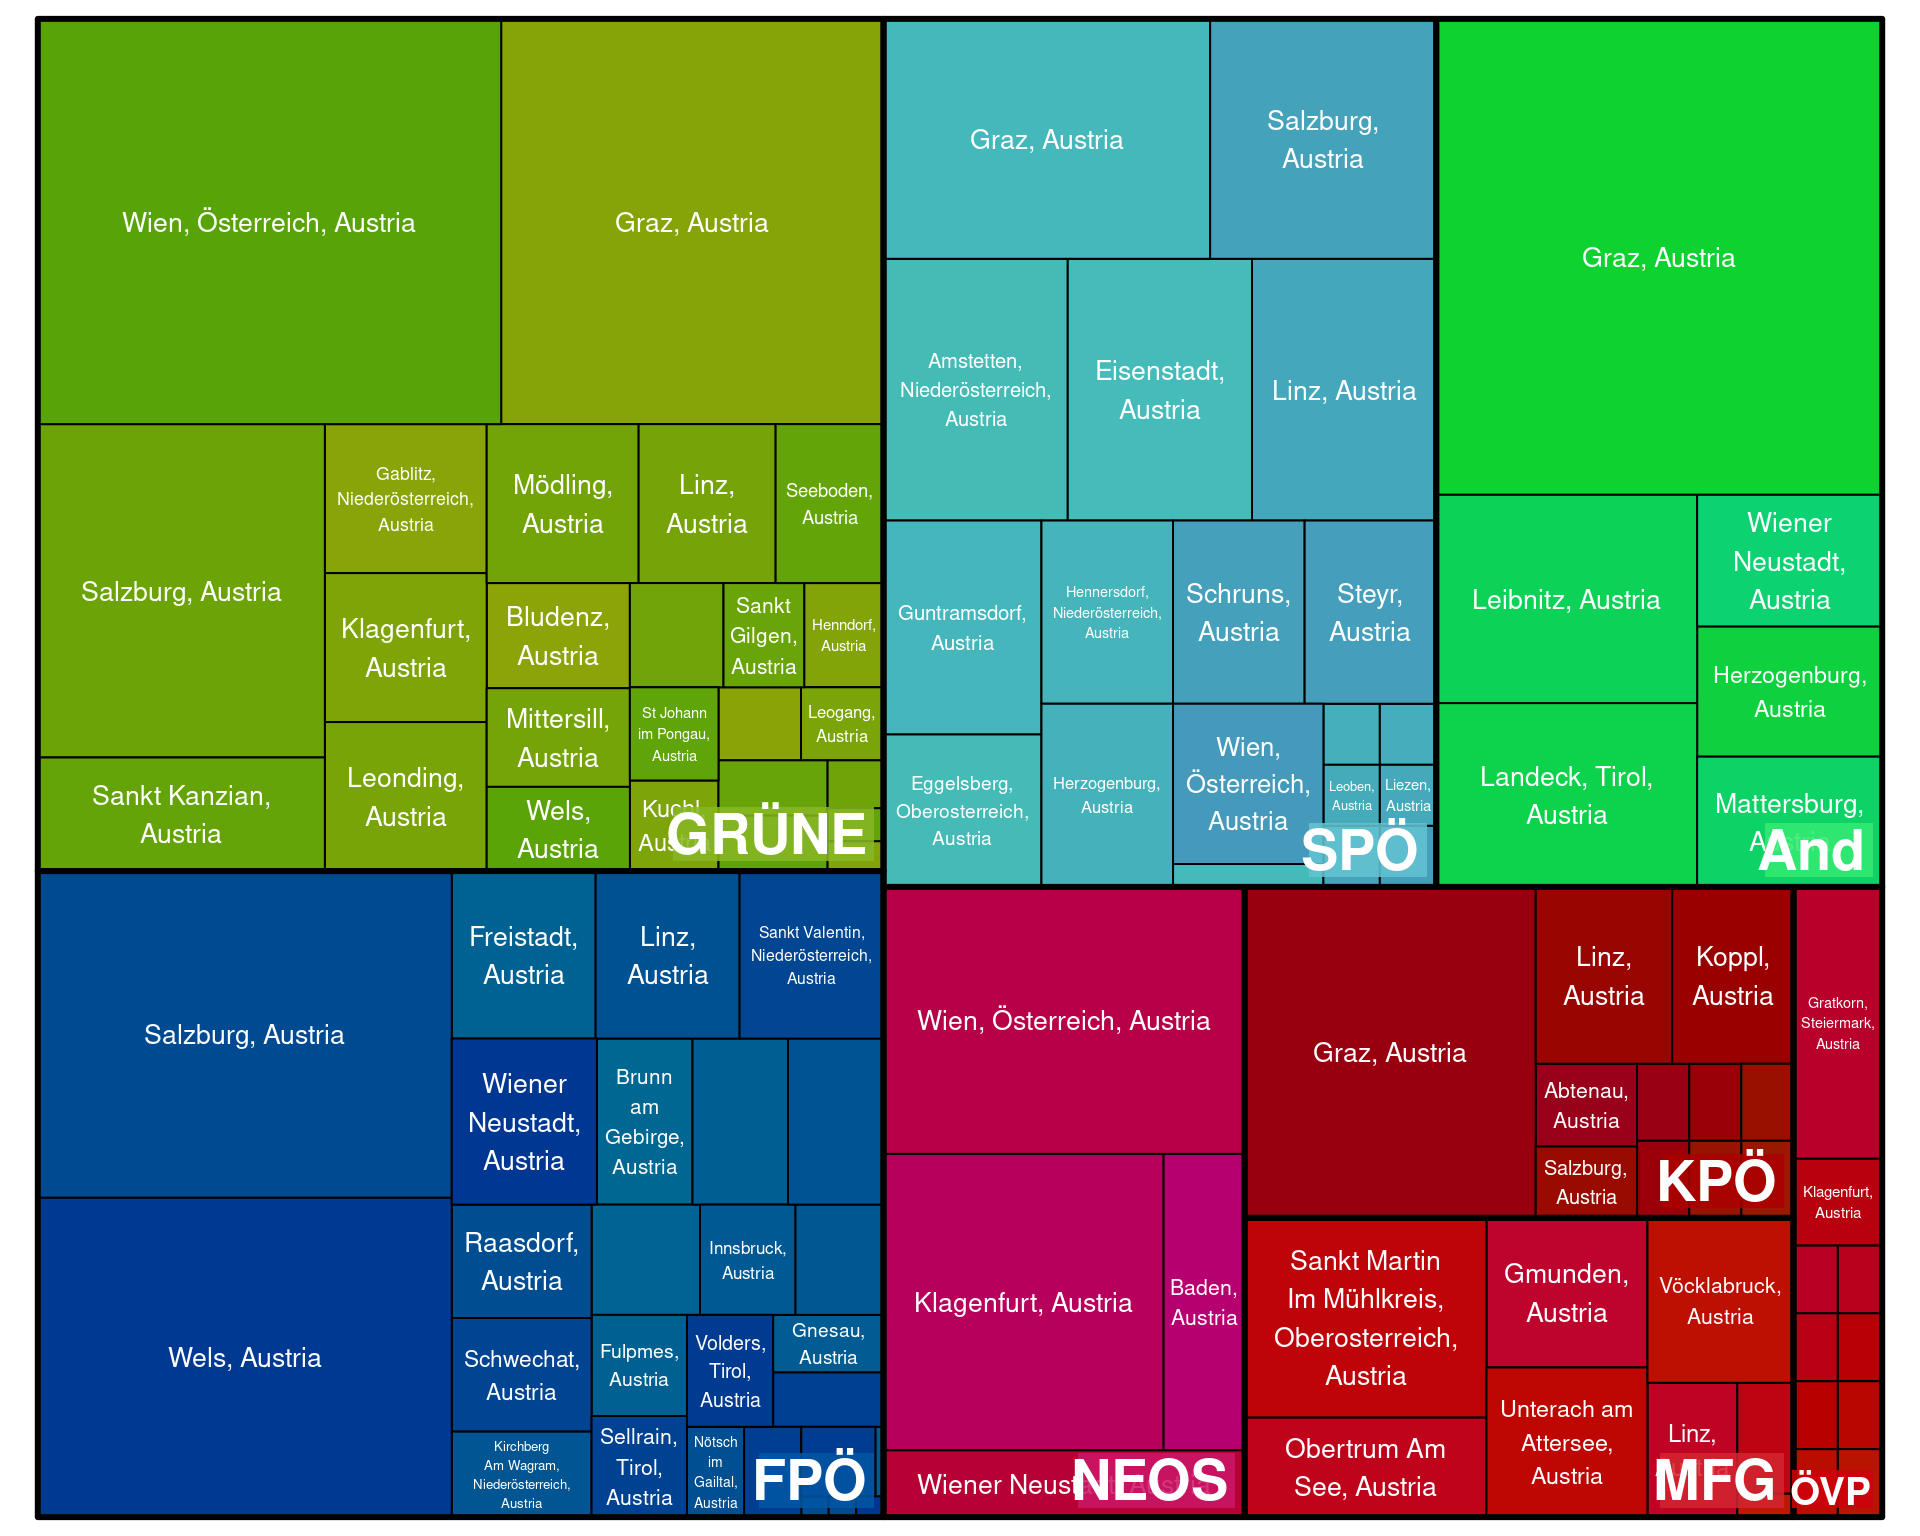 Wien, Österreich, Austria
Graz, Austria
Salzburg, Austria
Sankt Kanzian,
Austria
Gablitz,
Niederösterreich,
Austria
Klagenfurt,
Austria
Leonding,
Austria
Mödling,
Austria
Linz,
Austria
Seeboden,
Austria
Bludenz,
Austria
Sankt
Gilgen,
Austria
Henndorf,
Austria
Mittersill,
Austria
St Johann
im Pongau,
Austria
Leogang,
Austria
Wels,
Austria
Kuchl,
Austria
GRÜNE
Graz, Austria
Salzburg,
Austria
Amstetten,
Niederösterreich,
Austria
Eisenstadt,
Austria
Linz, Austria
Guntramsdorf,
Austria
Hennersdorf,
Niederösterreich,
Austria
Schruns,
Austria
Steyr,
Austria
Eggelsberg,
Oberosterreich,
Austria
Herzogenburg,
Austria
Wien,
Österreich,
Austria
Leoben,
Austria
Liezen,
Austria
SPÖ
Graz, Austria
Leibnitz, Austria
Wiener
Neustadt,
Austria
Herzogenburg,
Austria
Landeck, Tirol,
Austria
Mattersburg,
Austria
And
Salzburg, Austria
Wels, Austria
Freistadt,
Austria
Linz,
Austria
Sankt Valentin,
Niederösterreich,
Austria
Wiener
Neustadt,
Austria
Brunn
am
Gebirge,
Austria
Raasdorf,
Austria
Innsbruck,
Austria
Schwechat,
Austria
Fulpmes,
Austria
Volders,
Tirol,
Austria
Gnesau,
Austria
Kirchberg
Am Wagram,
Niederösterreich,
Austria
Sellrain,
Tirol,
Austria
Nötsch
im
Gailtal,
Austria
FPÖ
Wien, Österreich, Austria
Klagenfurt, Austria
Baden,
Austria
Wiener Neustadt, Austria
NEOS
Graz, Austria
Linz,
Austria
Koppl,
Austria
Abtenau,
Austria
Salzburg,
Austria
KPÖ
Sankt Martin
Im Mühlkreis,
Oberosterreich,
Austria
Gmunden,
Austria
Vöcklabruck,
Austria
Obertrum Am
See, Austria
Unterach am
Attersee,
Austria
Linz,
Austria
MFG
Gratkorn,
Steiermark,
Austria
Klagenfurt,
Austria
ÖVP